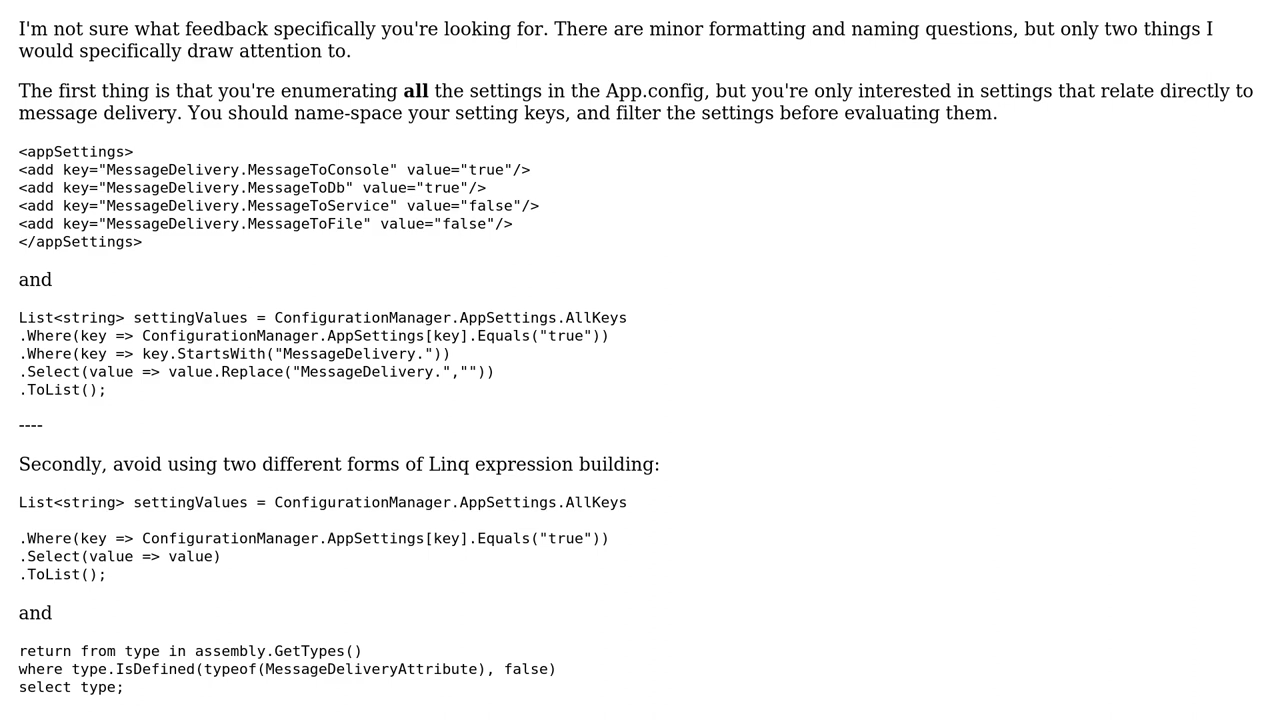 I'm not sure what feedback specifically you're looking for. There are minor formatting and naming questions, but only two things I
would specifically draw attention to.
The first thing is that you're enumerating all the settings in the App.config, but you're only interested in settings that relate directly to
message delivery. You should name-space your setting keys, and filter the settings before evaluating them.
<appSettings>
<add key="MessageDelivery.MessageToConsole" value="true"/>
<add key="MessageDelivery.MessageToDb" value="true"/>
<add key="MessageDelivery.MessageToService" value="false"/>
<add key="MessageDelivery.MessageToFile" value="false"/>
</appSettings>
and
List<string> settingValues = ConfigurationManager.AppSettings.AllKeys
.Where(key => ConfigurationManager.AppSettings[key].Equals("true"))
.Where(key => key.StartsWith("MessageDelivery."))
.Select(value => value.Replace("MessageDelivery.",""))
.ToList();
----
Secondly, avoid using two different forms of Linq expression building:
List<string> settingValues = ConfigurationManager.AppSettings.AllKeys
.Where(key => ConfigurationManager.AppSettings[key].Equals("true"))
.Select(value => value)
.ToList();
and
return from type in assembly.GetTypes()
where type.IsDefined(typeof(MessageDeliveryAttribute), false)
select type;